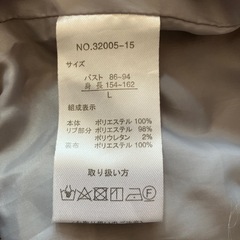 NO.32005-15
サイズ
バスト 86-94
身長 154-162
L
組成表示
本体 ポリエステル 100%
リブ部分 ポリエステル 98%
ポリウレタン 2%
裏布 ポリエステル 100%
取り扱い方